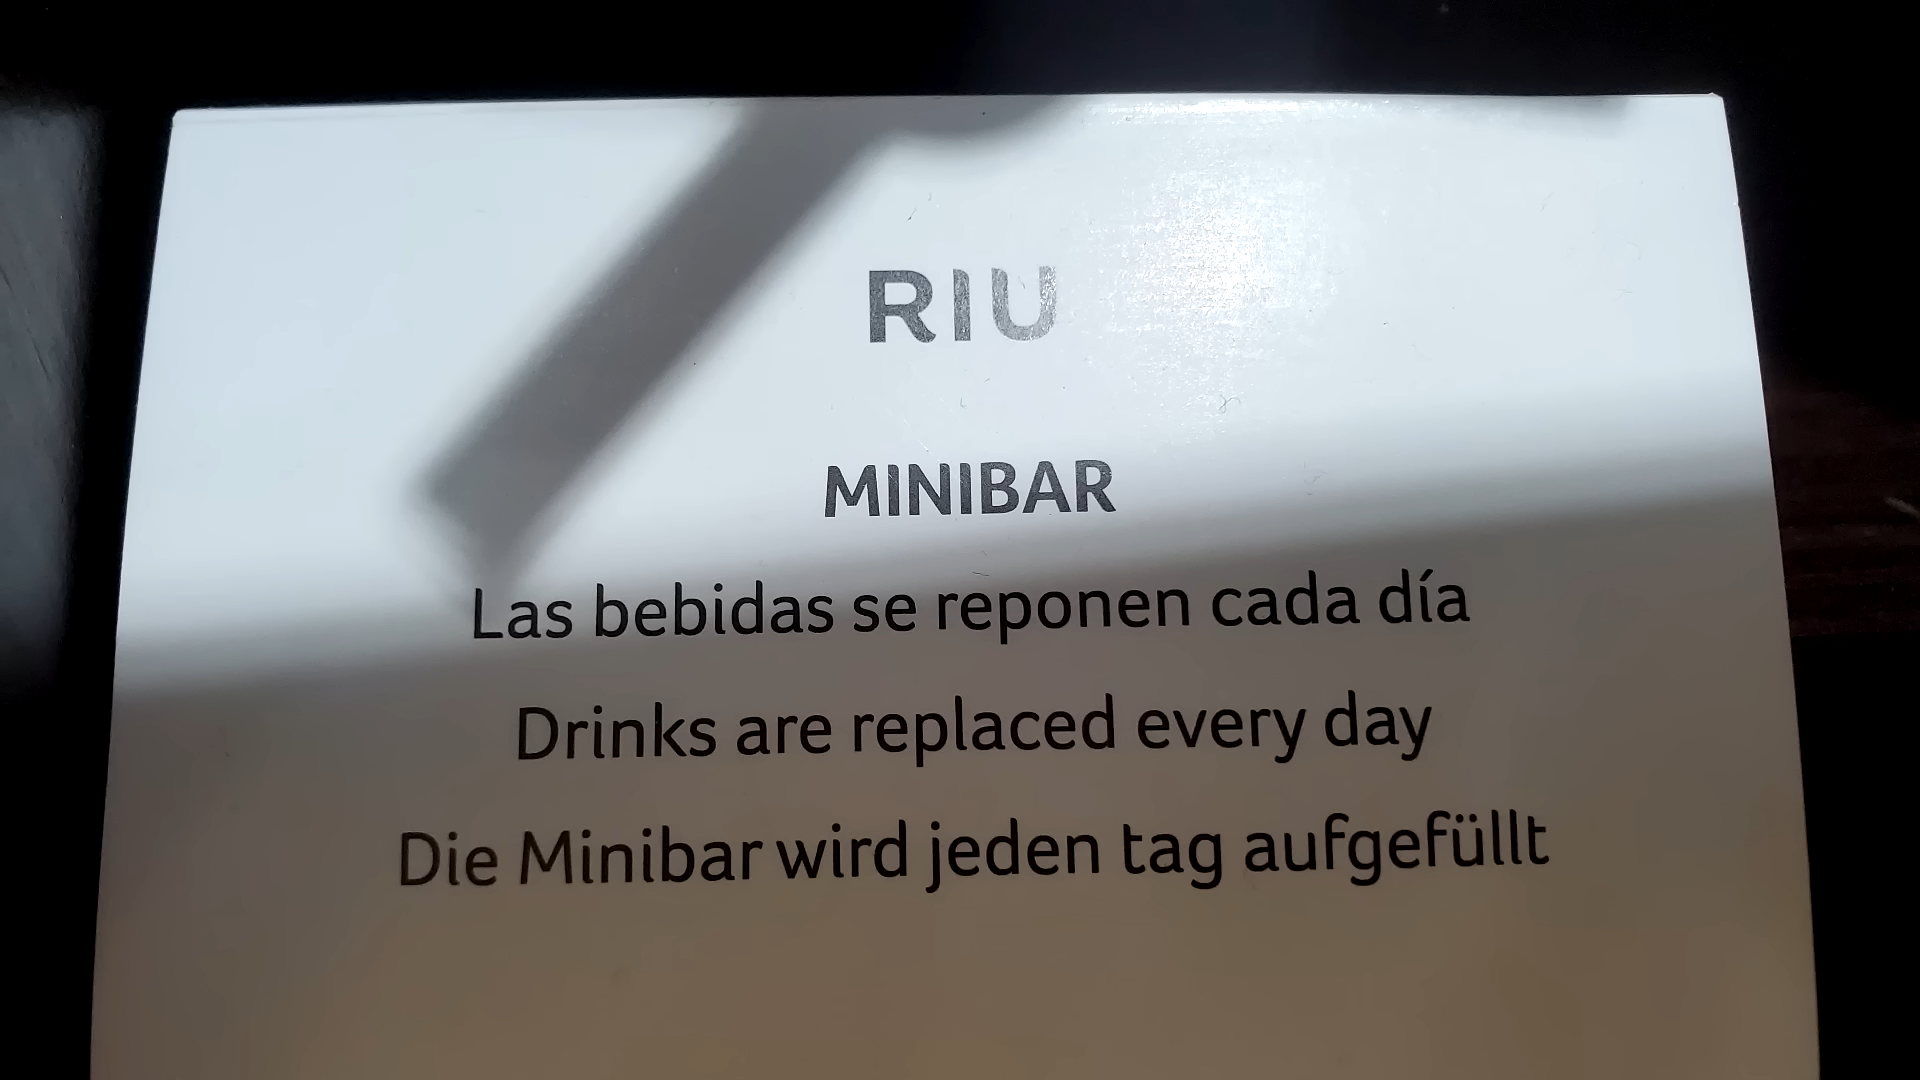 RIU
MINIBAR
Las bebidas se reponen cada día
Drinks are replaced every day
Die Minibar wird jeden tag aufgefüllt